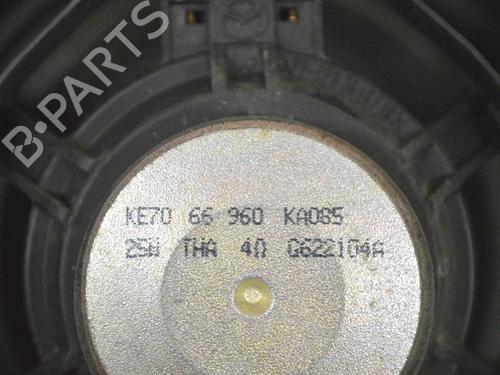 B-PARTS
KE70 66 960 KA085
25W THA 4Ω Q622104A